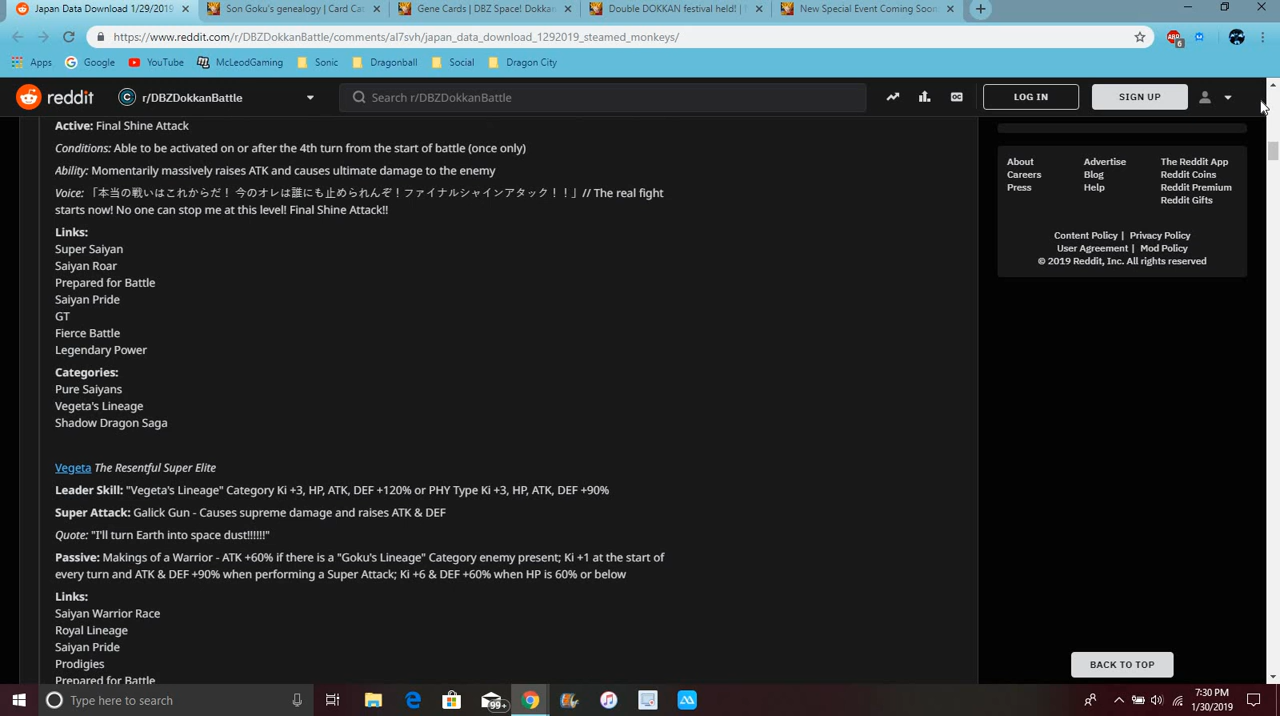 Japan Data Download 1/29/2019 Son Goku's genealogy | Card Cat Gene Cards | DBZ Space! Dokkan Double DOKKAN festival held! | New Special Event Coming Soon!
https://www.reddit.com/r/DBZDokkanBattle/comments/al7svh/japan_data_download_1292019_steamed_monkeys/
ABP 6
Apps Google YouTube McLeodGaming Sonic Dragonball Social Dragon City
reddit r/DBZDokkanBattle Search r/DBZDokkanBattle OC LOG IN SIGN UP
Active: Final Shine Attack
Conditions: Able to be activated on or after the 4th turn from the start of battle (once only)
Ability: Momentarily massively raises ATK and causes ultimate damage to the enemy
Voice: 「本当の戦いはこれからだ！ 今のオレは誰にも止められんぞ！ファイナルシャインアタック！！」// The real fight
starts now! No one can stop me at this level! Final Shine Attack!!
Links:
Super Saiyan
Saiyan Roar
Prepared for Battle
Saiyan Pride
GT
Fierce Battle
Legendary Power
Categories:
Pure Saiyans
Vegeta's Lineage
Shadow Dragon Saga
Vegeta The Resentful Super Elite
Leader Skill: "Vegeta's Lineage" Category Ki +3, HP, ATK, DEF +120% or PHY Type Ki +3, HP, ATK, DEF +90%
Super Attack: Galick Gun - Causes supreme damage and raises ATK & DEF
Quote: "I'll turn Earth into space dust!!!!!!"
Passive: Makings of a Warrior - ATK +60% if there is a "Goku's Lineage" Category enemy present; Ki +1 at the start of
every turn and ATK & DEF +90% when performing a Super Attack; Ki +6 & DEF +60% when HP is 60% or below
Links:
Saiyan Warrior Race
Royal Lineage
Saiyan Pride
Prodigies
Prepared for Battle
About Advertise The Reddit App
Careers Blog Reddit Coins
Press Help Reddit Premium
Reddit Gifts
Content Policy | Privacy Policy
User Agreement | Mod Policy
© 2019 Reddit, Inc. All rights reserved
BACK TO TOP
Type here to search 99+ 7:30 PM
1/30/2019